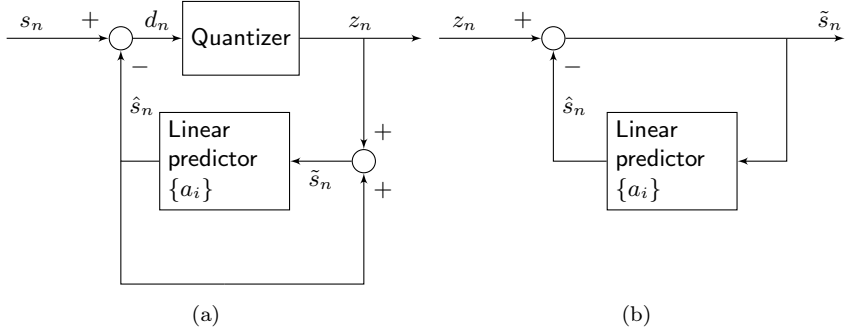 s_n + d_n Quantizer z_n
−
ŝ_n
Linear
predictor
{a_i}
+
s̃_n
+
(a)
z_n + s̃_n
−
ŝ_n
Linear
predictor
{a_i}
(b)